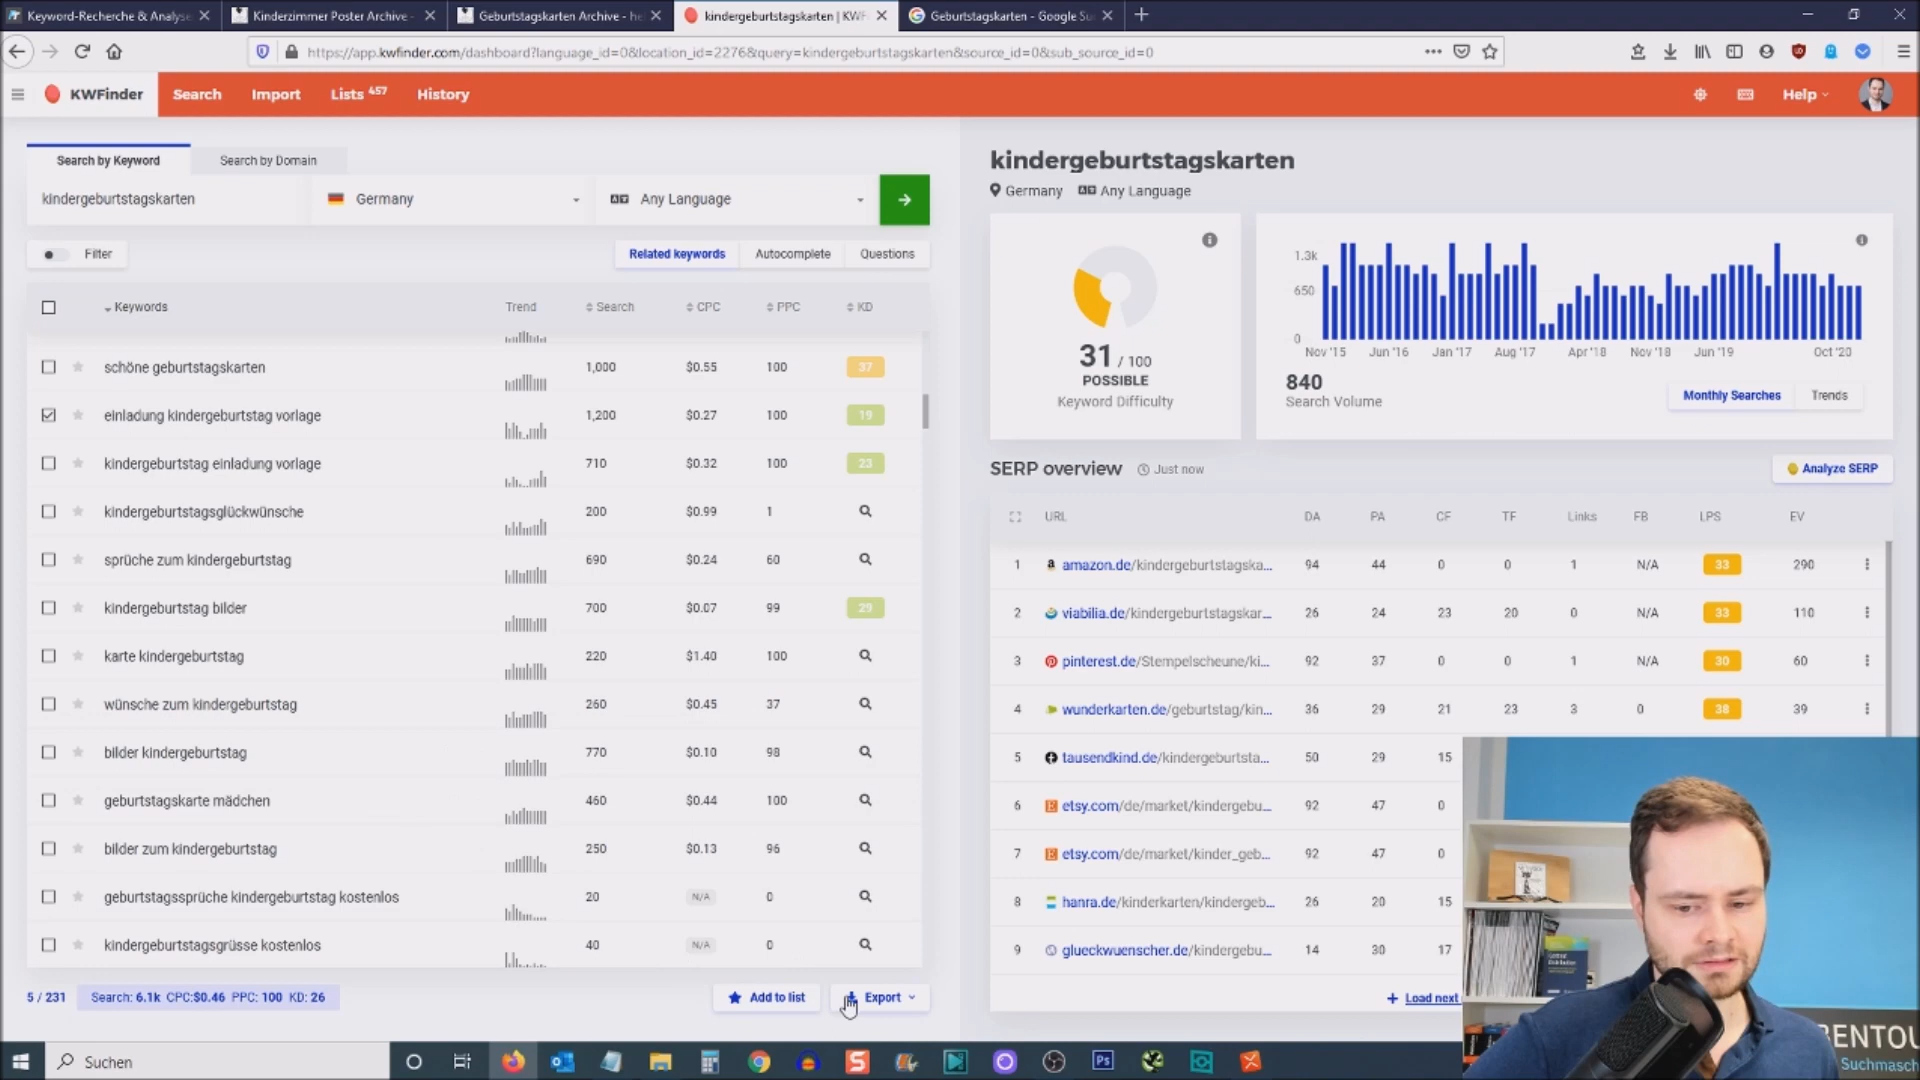 Keyword-Recherche & Analyse
Kinderzimmer Poster Archive -
Geburtstagskarten Archive - he
kindergeburtstagskarten | KWF
Geburtstagskarten - Google Su
https://app.kwfinder.com/dashboard?language_id=0&location_id=2276&query=kindergeburtstagskarten&source_id=0&sub_source_id=0
KWFinder Search Import Lists 457 History Help
Search by Keyword Search by Domain
kindergeburtstagskarten Germany Any Language
Filter Related keywords Autocomplete Questions
Keywords Trend Search CPC PPC KD
schöne geburtstagskarten 1,000 $0.55 100 37
einladung kindergeburtstag vorlage 1,200 $0.27 100 19
kindergeburtstag einladung vorlage 710 $0.32 100 23
kindergeburtstagsglückwünsche 200 $0.99 1
sprüche zum kindergeburtstag 690 $0.24 60
kindergeburtstag bilder 700 $0.07 99 29
karte kindergeburtstag 220 $1.40 100
wünsche zum kindergeburtstag 260 $0.45 37
bilder kindergeburtstag 770 $0.10 98
geburtstagskarte mädchen 460 $0.44 100
bilder zum kindergeburtstag 250 $0.13 96
geburtstagssprüche kindergeburtstag kostenlos 20 N/A 0
kindergeburtstagsgrüsse kostenlos 40 N/A 0
5 / 231 Search: 6.1k CPC:$0.46 PPC: 100 KD: 26 Add to list Export
kindergeburtstagskarten
Germany Any Language
31 / 100
POSSIBLE
Keyword Difficulty
1.3k
650
0
Nov '15 Jun '16 Jan '17 Aug '17 Apr '18 Nov '18 Jun '19 Oct '20
840
Search Volume
Monthly Searches Trends
SERP overview Just now Analyze SERP
URL DA PA CF TF Links FB LPS EV
1 amazon.de/kindergeburtstagska... 94 44 0 0 1 N/A 33 290
2 viabilia.de/kindergeburtstagskar... 26 24 23 20 0 N/A 33 110
3 pinterest.de/Stempelscheune/ki... 92 37 0 0 1 N/A 30 60
4 wunderkarten.de/geburtstag/kin... 36 29 21 23 3 0 38 39
5 tausendkind.de/kindergeburtsta... 50 29 15
6 etsy.com/de/market/kindergebu... 92 47 0
7 etsy.com/de/market/kinder_geb... 92 47 0
8 hanra.de/kinderkarten/kindergeb... 26 20 15
9 glueckwuenscher.de/kindergebu... 14 30 17
+ Load next
BENTOU
Suchmasch
Suchen